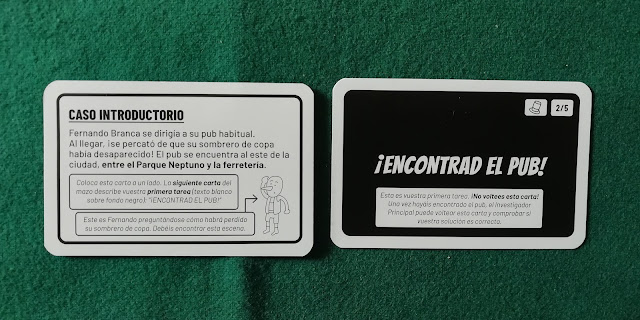 CASO INTRODUCTORIO
Fernando Branca se dirigía a su pub habitual.
Al llegar, ¡se percató de que su sombrero de copa
había desaparecido! El pub se encuentra al este de la
ciudad, entre el Parque Neptuno y la ferretería.
Coloca esta carta a un lado. La siguiente carta del
mazo describe vuestra primera tarea (texto blanco
sobre fondo negro): "¡ENCONTRAD EL PUB!"
Este es Fernando preguntándose cómo habrá perdido
su sombrero de copa. Debéis encontrar esta escena.
2/5
¡ENCONTRAD EL PUB!
Esta es vuestra primera tarea. ¡No volteéis esta carta!
Una vez hayáis encontrado el pub, el Investigador
Principal puede voltear esta carta y comprobar si
vuestra solución es correcta.